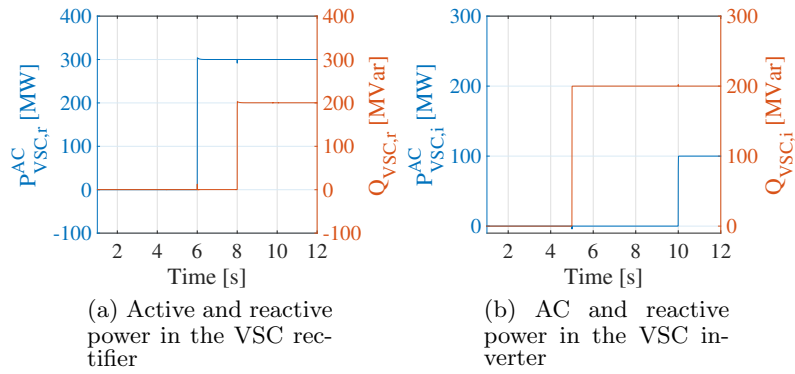 400
300
200
100
0
-100
P^AC_VSC,r [MW]
400
300
200
100
0
-100
Q_VSC,r [MVar]
2 4 6 8 10 12
Time [s]
(a) Active and reactive
power in the VSC rec-
tifier
300
200
100
0
P^AC_VSC,i [MW]
300
200
100
0
Q_VSC,i [MVar]
2 4 6 8 10 12
Time [s]
(b) AC and reactive
power in the VSC in-
verter